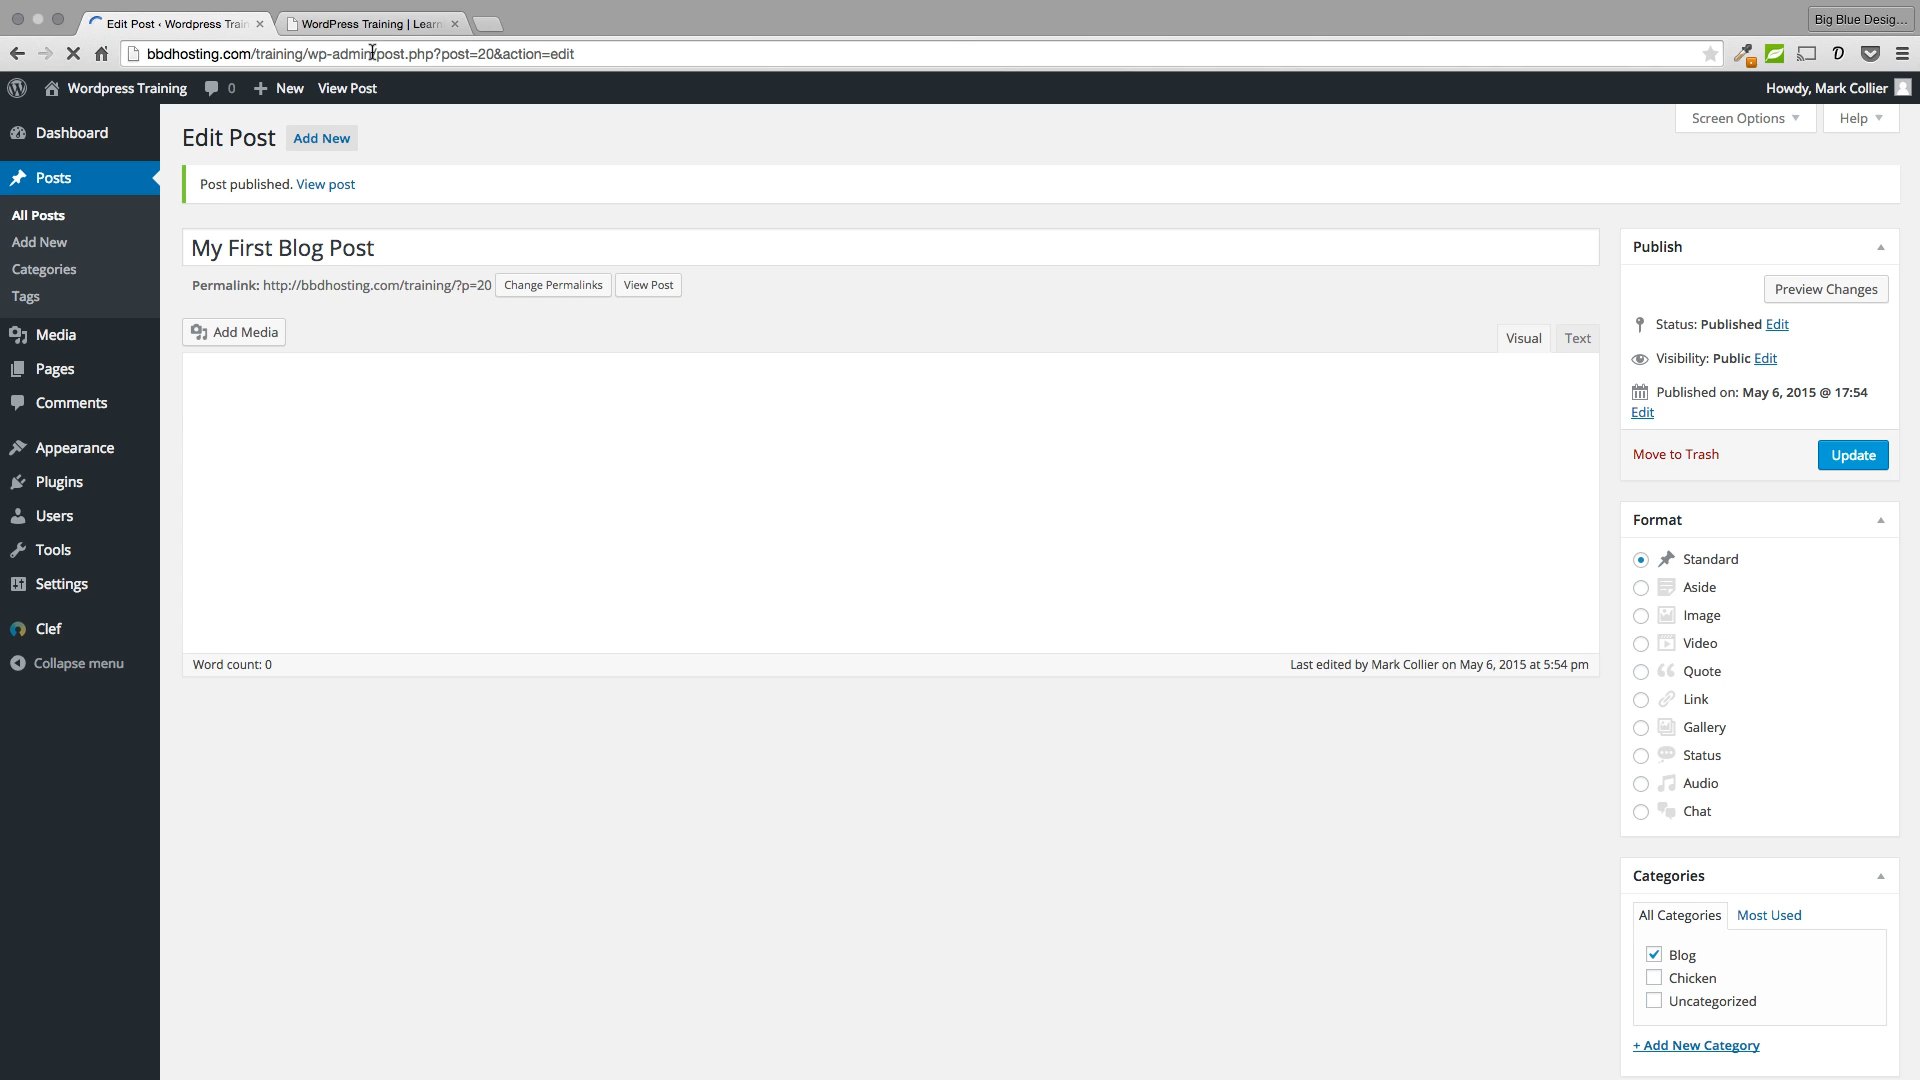 Edit Post ‹ Wordpress Train
WordPress Training | Learn
Big Blue Desig...
bbdhosting.com/training/wp-admin/post.php?post=20&action=edit
Wordpress Training
0
New
View Post
Howdy, Mark Collier
Dashboard
Posts
All Posts
Add New
Categories
Tags
Media
Pages
Comments
Appearance
Plugins
Users
Tools
Settings
Clef
Collapse menu
Screen Options
Help
Edit Post
Add New
Post published. View post
My First Blog Post
Permalink: http://bbdhosting.com/training/?p=20
Change Permalinks
View Post
Add Media
Visual
Text
Word count: 0
Last edited by Mark Collier on May 6, 2015 at 5:54 pm
Publish
Preview Changes
Status: Published Edit
Visibility: Public Edit
Published on: May 6, 2015 @ 17:54
Edit
Move to Trash
Update
Format
Standard
Aside
Image
Video
Quote
Link
Gallery
Status
Audio
Chat
Categories
All Categories
Most Used
Blog
Chicken
Uncategorized
+ Add New Category